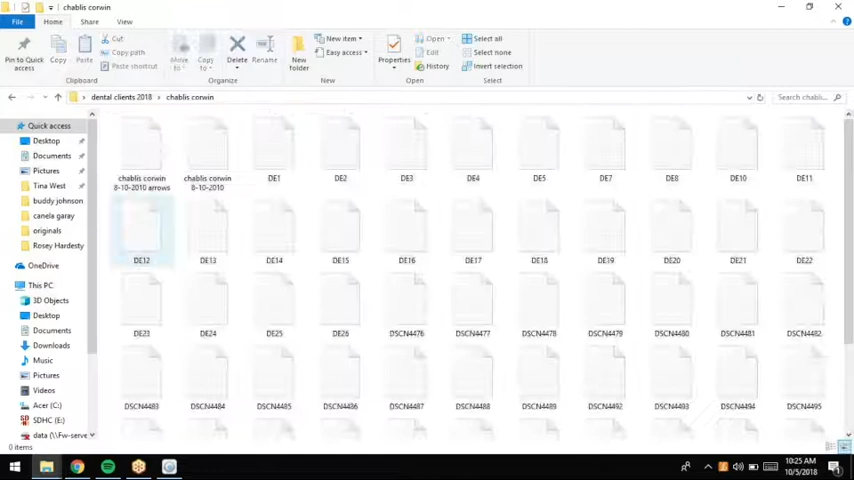 chablis corwin
File
Home
Share
View
Pin to Quick access
Copy
Paste
Cut
Copy path
Paste shortcut
Clipboard
Move to
Copy to
Delete
Rename
Organize
New folder
New item
Easy access
New
Properties
Open
Edit
History
Open
Select all
Select none
Invert selection
Select
dental clients 2018 > chablis corwin
Search chabli...
Quick access
Desktop
Documents
Pictures
Tina West
buddy johnson
canela garay
originals
Rosey Hardesty
OneDrive
This PC
3D Objects
Desktop
Documents
Downloads
Music
Pictures
Videos
Acer (C:)
SDHC (E:)
data (\\Fw-serve
chablis corwin 8-10-2010 arrows
chablis corwin 8-10-2010
DE1
DE2
DE3
DE4
DE5
DE7
DE8
DE10
DE11
DE12
DE13
DE14
DE15
DE16
DE17
DE18
DE19
DE20
DE21
DE22
DE23
DE24
DE25
DE26
DSCN4476
DSCN4477
DSCN4478
DSCN4479
DSCN4480
DSCN4481
DSCN4482
DSCN4483
DSCN4484
DSCN4485
DSCN4486
DSCN4487
DSCN4488
DSCN4489
DSCN4492
DSCN4493
DSCN4494
DSCN4495
0 items
10:25 AM
10/5/2018